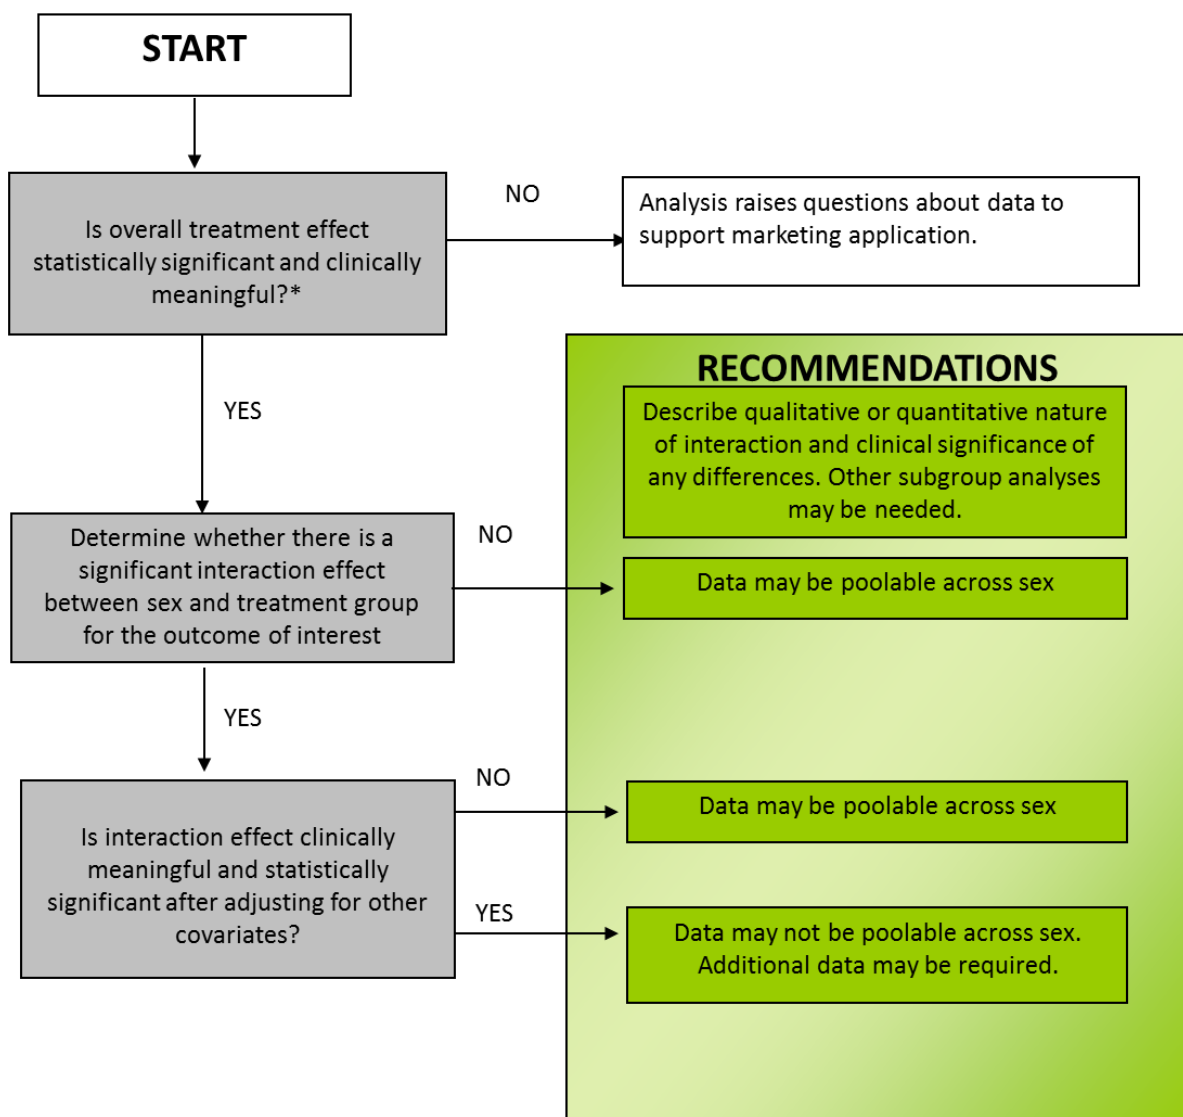 START
Is overall treatment effect
statistically significant and clinically
meaningful?*
NO
Analysis raises questions about data to
support marketing application.
YES
RECOMMENDATIONS
Describe qualitative or quantitative nature
of interaction and clinical significance of
any differences. Other subgroup analyses
may be needed.
Determine whether there is a
significant interaction effect
between sex and treatment group
for the outcome of interest
NO
Data may be poolable across sex
YES
Is interaction effect clinically
meaningful and statistically
significant after adjusting for other
covariates?
NO
Data may be poolable across sex
YES
Data may not be poolable across sex.
Additional data may be required.